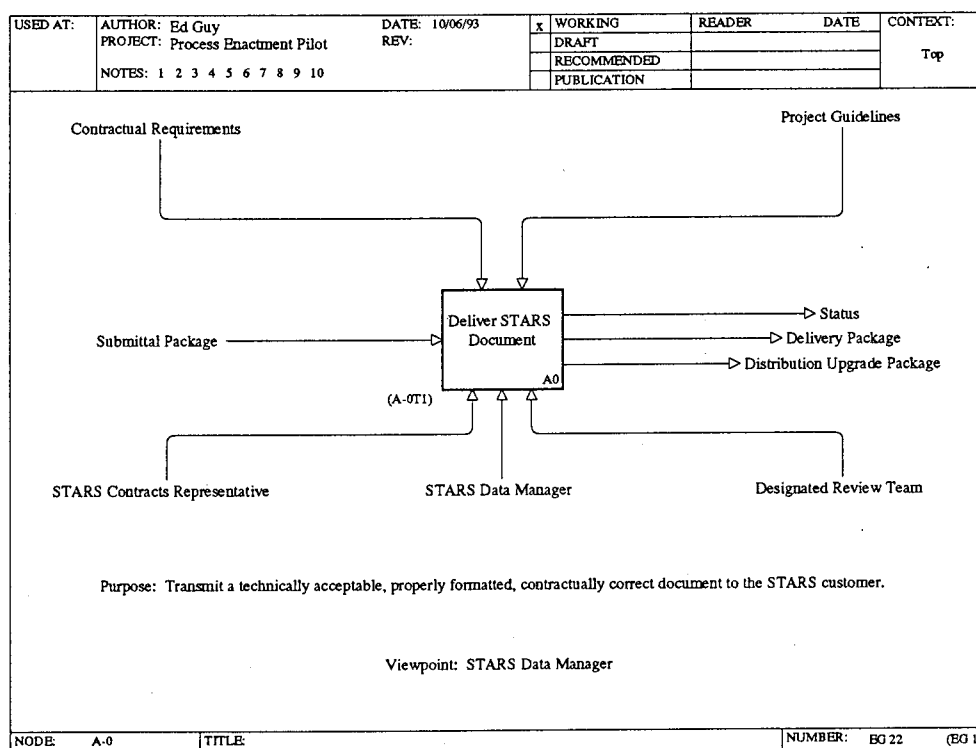 USED AT:
AUTHOR: Ed Guy
DATE: 10/06/93
PROJECT: Process Enactment Pilot
REV:
NOTES: 1 2 3 4 5 6 7 8 9 10
x WORKING
DRAFT
RECOMMENDED
PUBLICATION
READER DATE
CONTEXT:
Top
Contractual Requirements
Project Guidelines
Deliver STARS
Document
A0
Submittal Package
Status
Delivery Package
Distribution Upgrade Package
(A-0T1)
STARS Contracts Representative
STARS Data Manager
Designated Review Team
Purpose: Transmit a technically acceptable, properly formatted, contractually correct document to the STARS customer.
Viewpoint: STARS Data Manager
NODE: A-0
TITLE:
NUMBER: EG 22
(EG 1